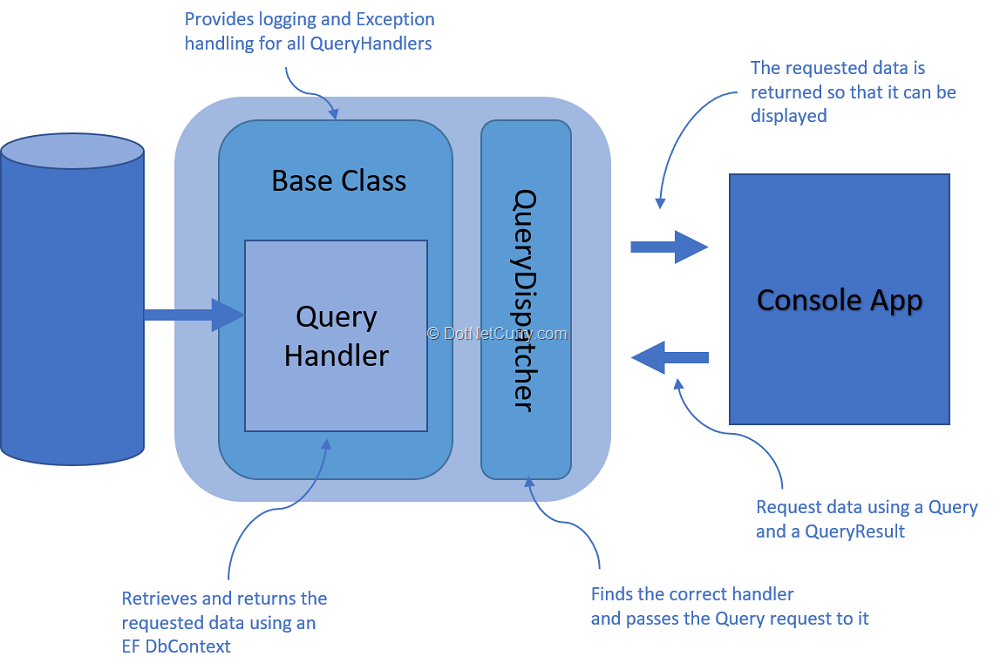 Provides logging and Exception
handling for all QueryHandlers
The requested data is
returned so that it can be
displayed
Base Class
QueryDispatcher
Query
Handler
Console App
© DotNetCurry.com
Request data using a Query
and a QueryResult
Retrieves and returns the
requested data using an
EF DbContext
Finds the correct handler
and passes the Query request to it